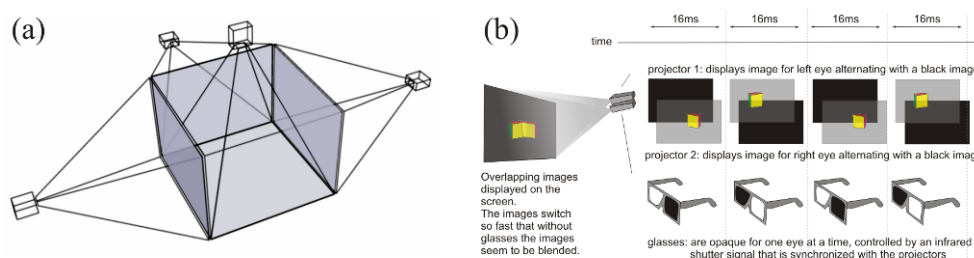 (a)
(b)
16ms 16ms 16ms 16ms
time
projector 1: displays image for left eye alternating with a black imag
projector 2: displays image for right eye alternating with a black imag
Overlapping images
displayed on the
screen.
The images switch
so fast that without
glasses the images
seem to be blended.
glasses: are opaque for one eye at a time, controlled by an infrared
shutter signal that is synchronized with the projectors